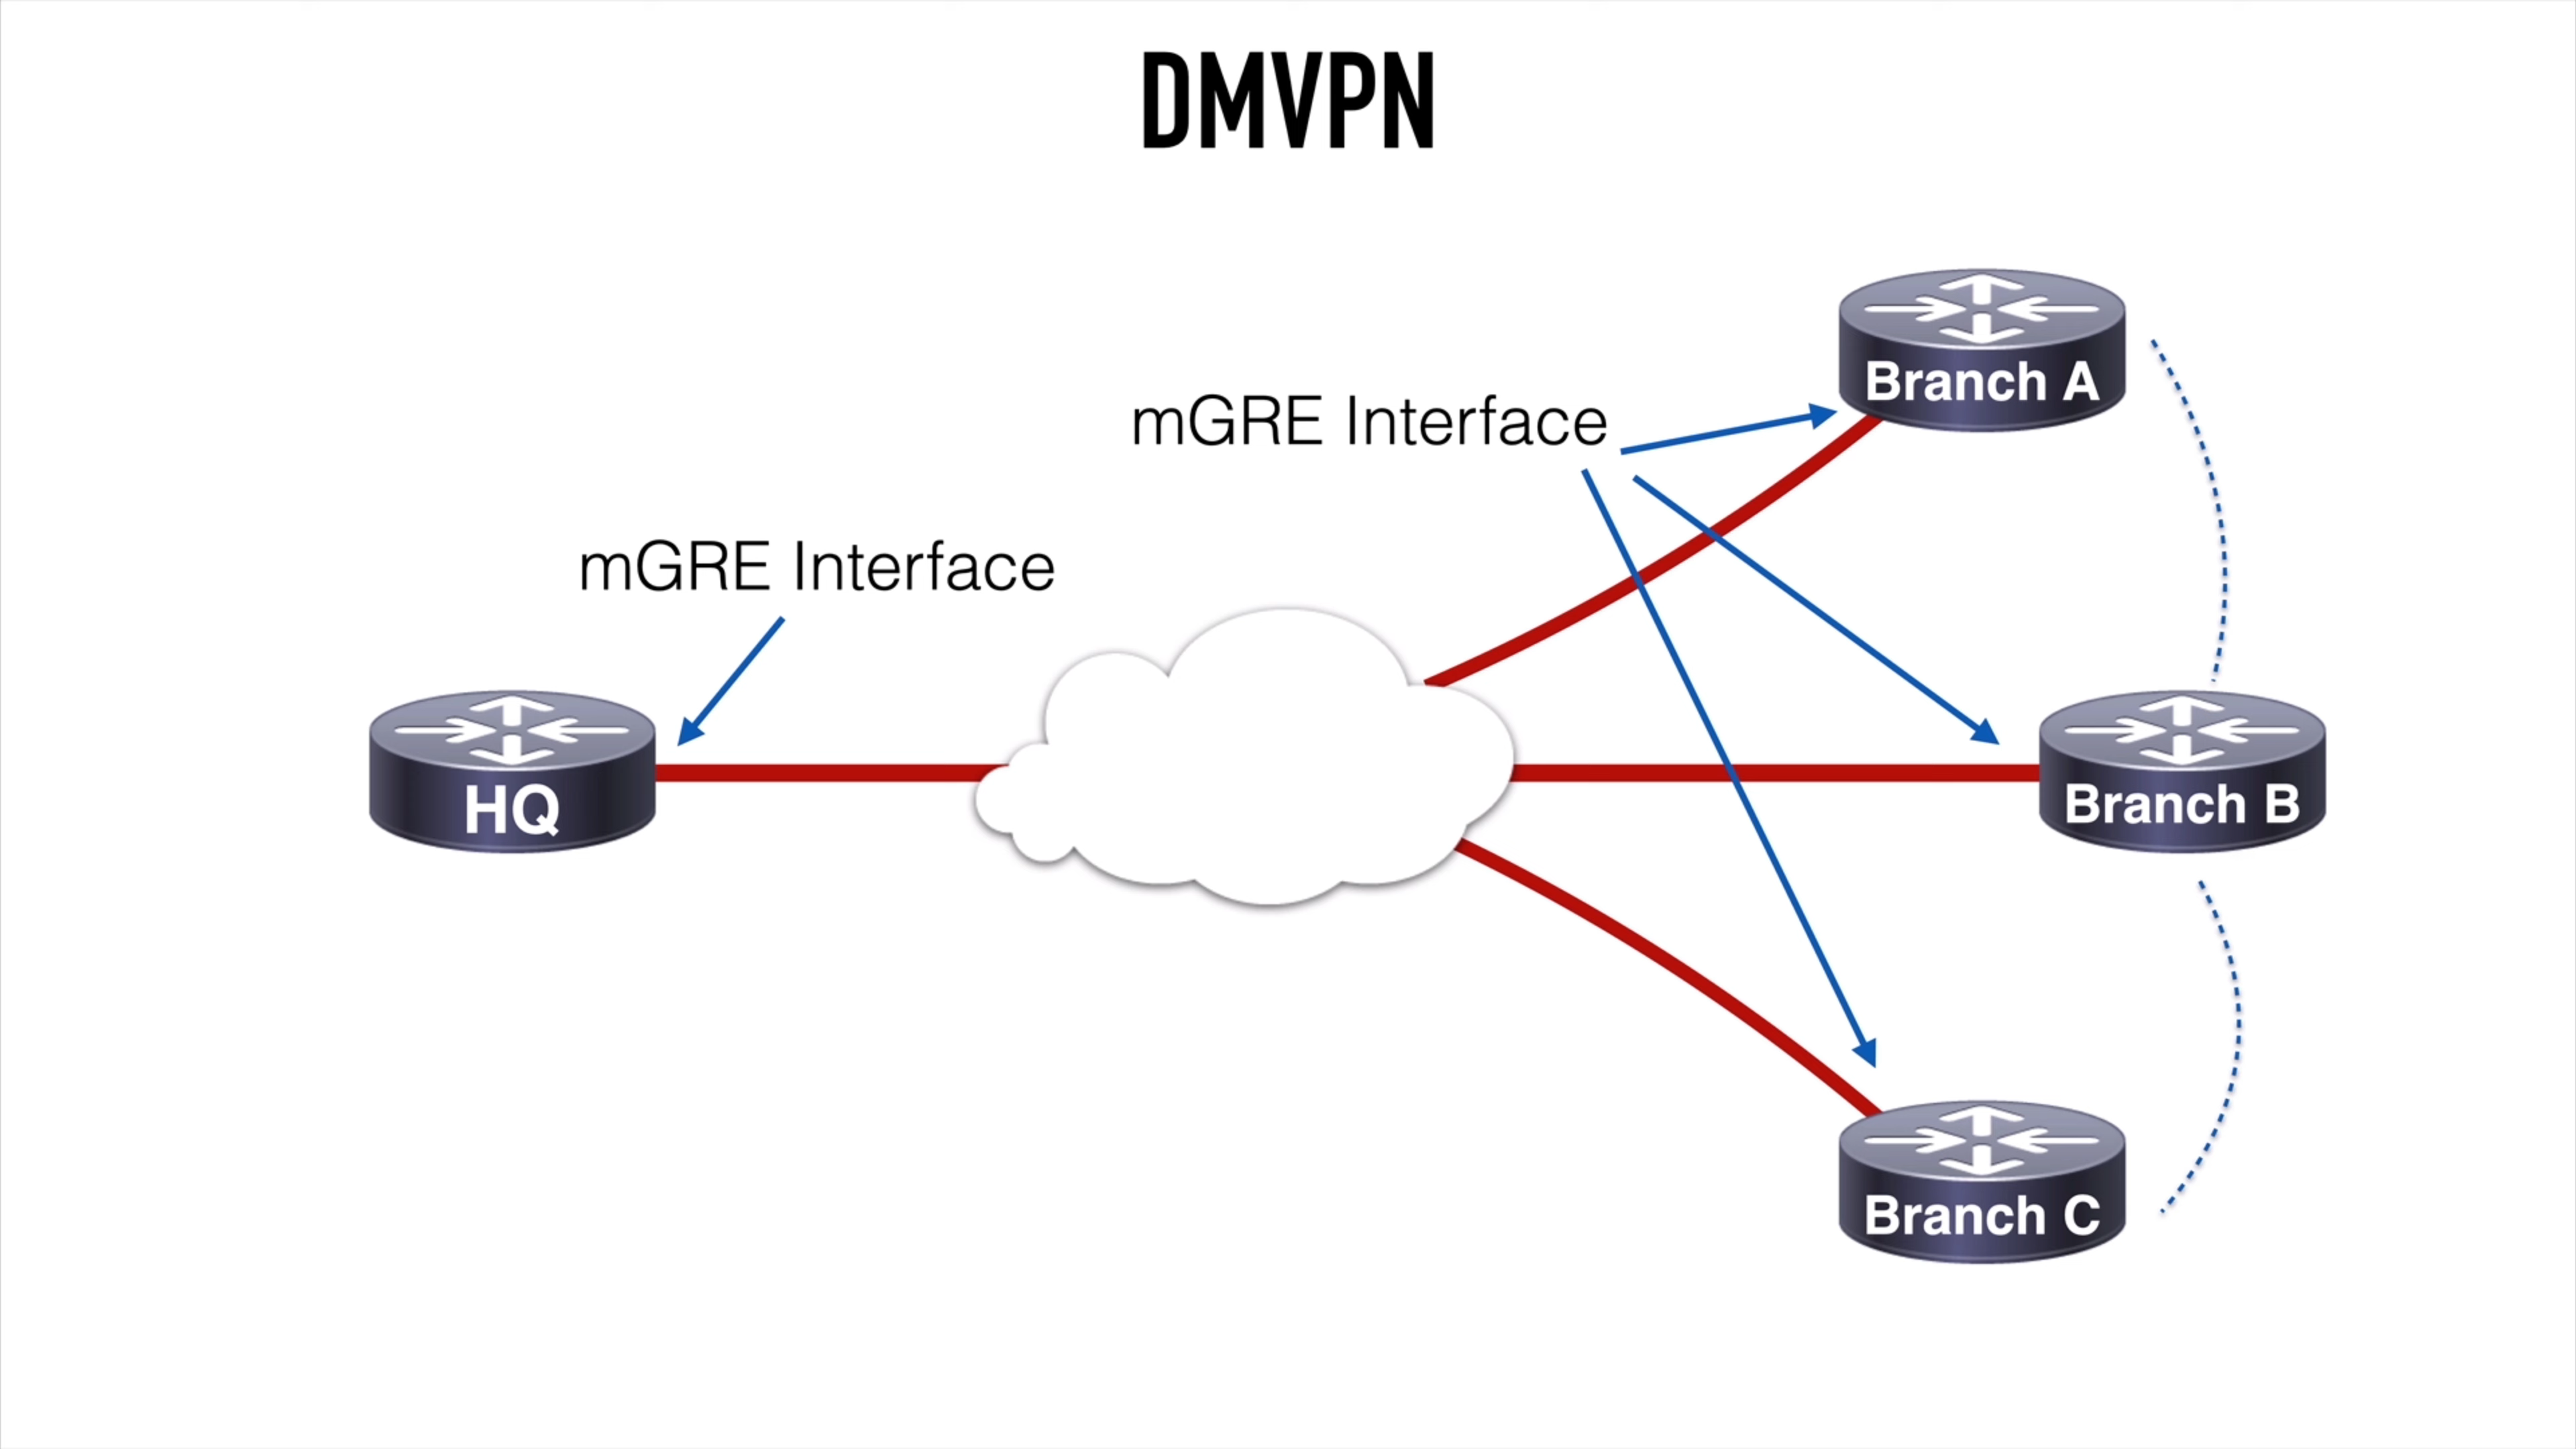 DMVPN
mGRE Interface
mGRE Interface
HQ
Branch A
Branch B
Branch C